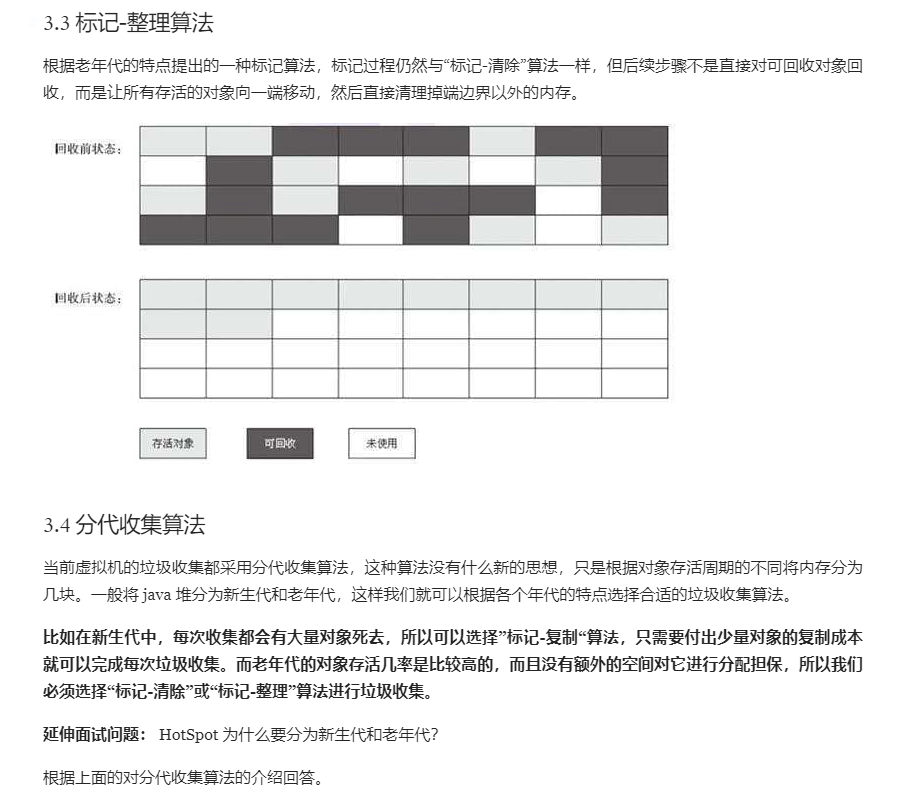 3.3 标记-整理算法
根据老年代的特点提出的一种标记算法，标记过程仍然与“标记-清除”算法一样，但后续步骤不是直接对可回收对象回
收，而是让所有存活的对象向一端移动，然后直接清理掉端边界以外的内存。
回收前状态：
回收后状态：
存活对象
可回收
未使用
3.4 分代收集算法
当前虚拟机的垃圾收集都采用分代收集算法，这种算法没有什么新的思想，只是根据对象存活周期的不同将内存分为
几块。一般将 java 堆分为新生代和老年代，这样我们就可以根据各个年代的特点选择合适的垃圾收集算法。
比如在新生代中，每次收集都会有大量对象死去，所以可以选择”标记-复制“算法，只需要付出少量对象的复制成本
就可以完成每次垃圾收集。而老年代的对象存活几率是比较高的，而且没有额外的空间对它进行分配担保，所以我们
必须选择“标记-清除”或“标记-整理”算法进行垃圾收集。
延伸面试问题： HotSpot 为什么要分为新生代和老年代？
根据上面的对分代收集算法的介绍回答。